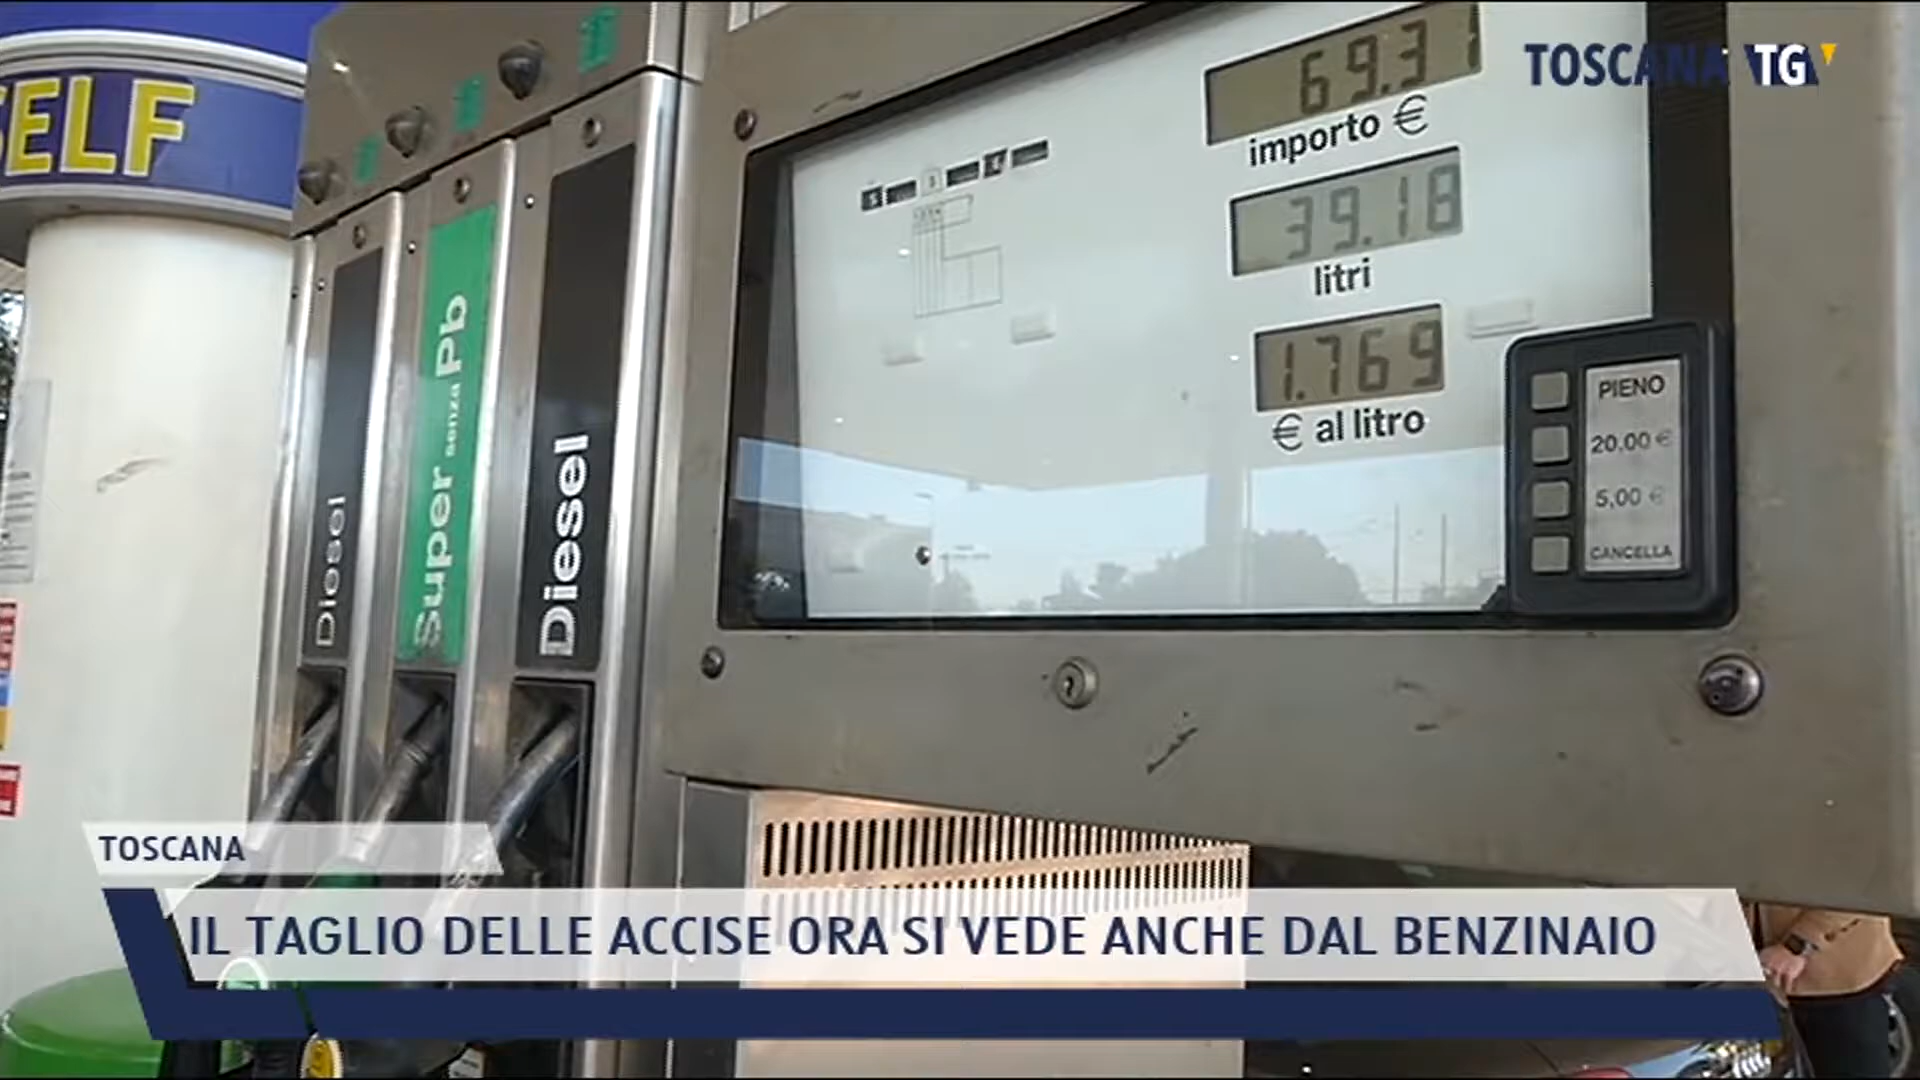 SELF
TOSCANA TG
69.31
importo €
39.18
litri
1.769
€ al litro
PIENO
20.00 €
5,00 €
CANCELLA
Diesel
Super senza Pb
Diesel
TOSCANA
IL TAGLIO DELLE ACCISE ORA SI VEDE ANCHE DAL BENZINAIO